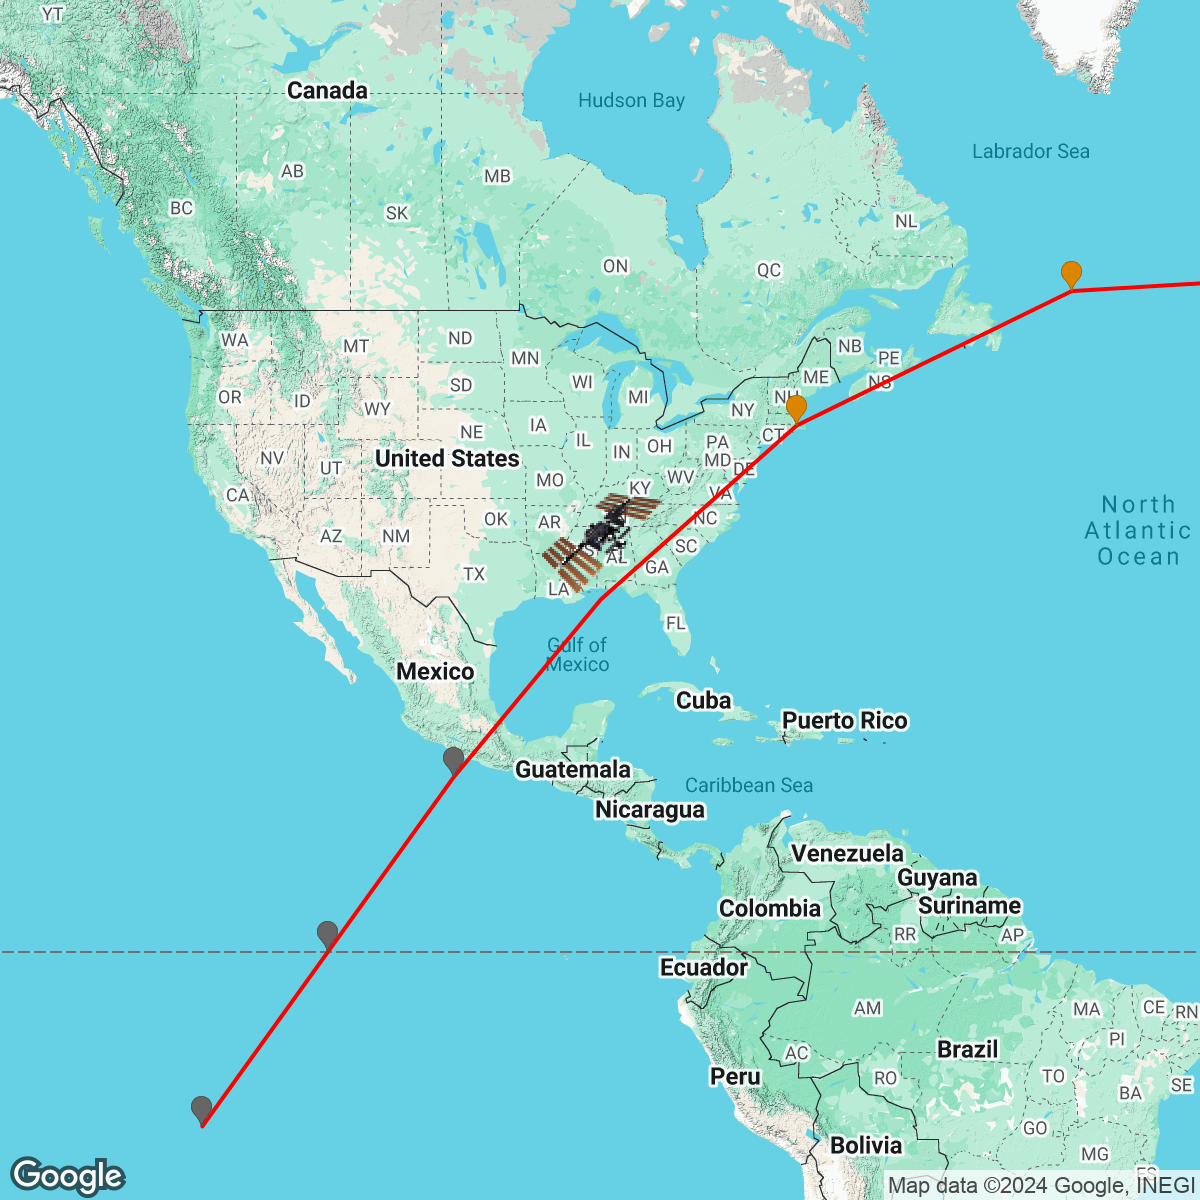 YT
Canada
Hudson Bay
Labrador Sea
AB
MB
BC
SK
NL
ON
QC
WA
MT
ND
MN
NB
PE
OR
ID
WY
SD
WI
MI
ME
NS
NH
NY
NE
IA
IL
IN
OH
PA
CT
NV
UT
United States
MO
KY
WV
MD
DE
CA
VA
AZ
NM
OK
AR
NC
SC
North
Atlantic
Ocean
TX
LA
AL
GA
FL
Gulf of
Mexico
Mexico
Cuba
Puerto Rico
Guatemala
Caribbean Sea
Nicaragua
Venezuela
Guyana
Suriname
Colombia
RR
AP
Ecuador
AM
MA
CE
RN
PI
AC
Brazil
Peru
RO
TO
BA
SE
GO
Bolivia
MG
ES
Google
Map data ©2024 Google, INEGI